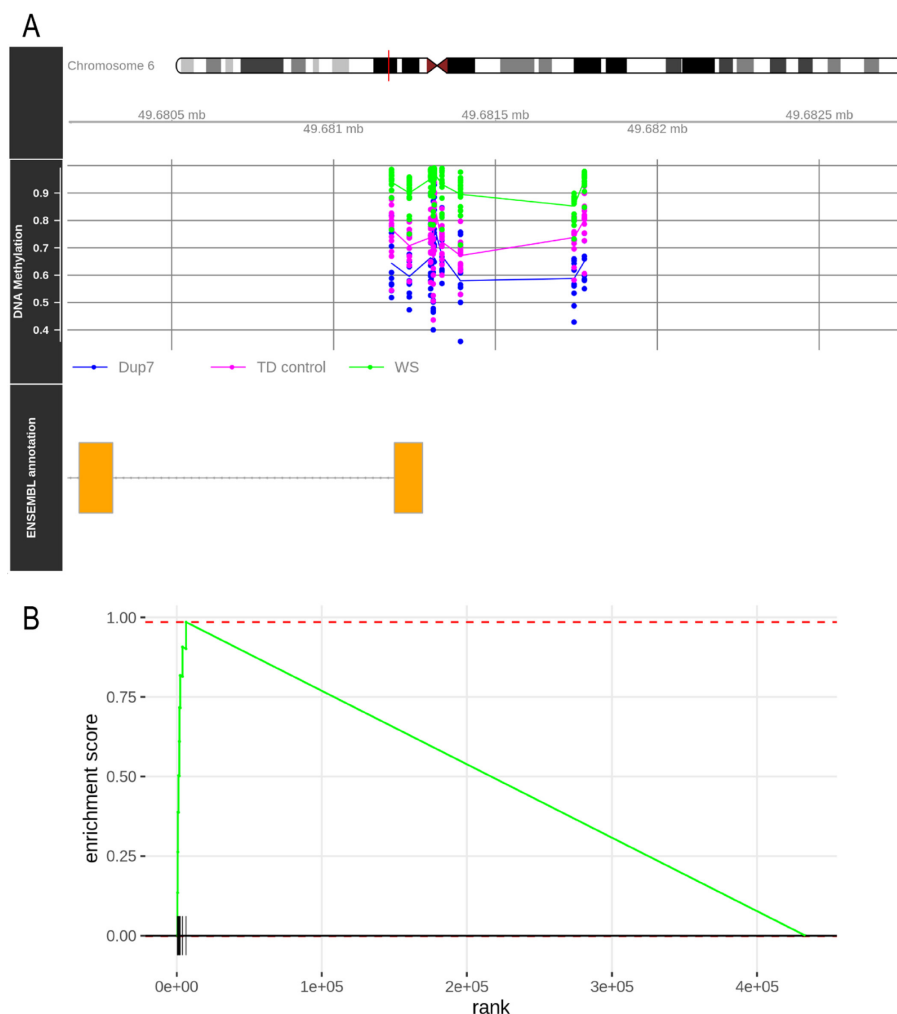 A
Chromosome 6
49.6805 mb
49.6815 mb
49.6825 mb
49.681 mb
49.682 mb
DNA Methylation
0.9
0.8
0.7
0.6
0.5
0.4
Dup7 TD control WS
ENSEMBL annotation
B
1.00
0.75
0.50
0.25
0.00
enrichment score
0e+00 1e+05 2e+05 3e+05 4e+05
rank